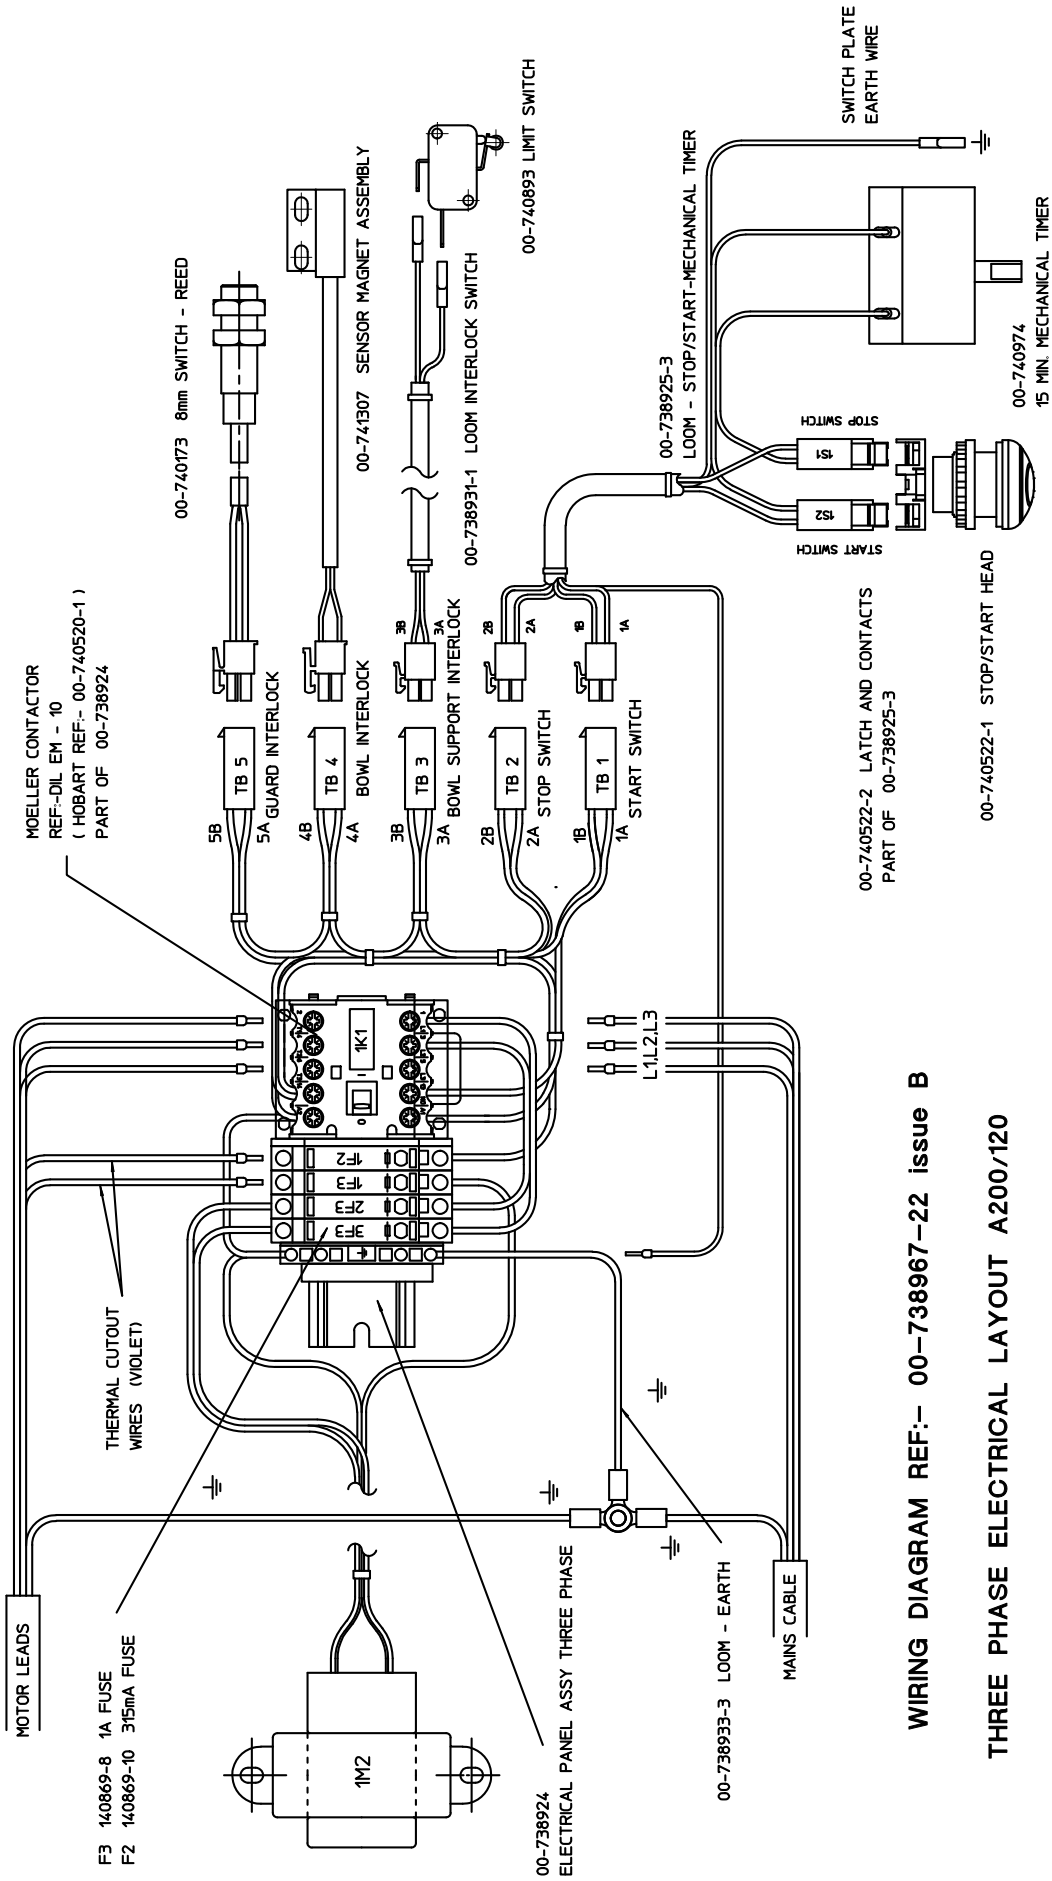 MOTOR LEADS
F3 140869-8 1A FUSE
F2 140869-10 315mA FUSE
THERMAL CUTOUT
WIRES (VIOLET)
MOELLER CONTACTOR
REF:-DIL EM - 10
( HOBART REF:- 00-740520-1 )
PART OF 00-738924
00-740173 8mm SWITCH - REED
00-741307 SENSOR MAGNET ASSEMBLY
00-738931-1 LOOM INTERLOCK SWITCH
00-740893 LIMIT SWITCH
5B
5A
TB 5
GUARD INTERLOCK
4B
4A
TB 4
BOWL INTERLOCK
3B
3A
TB 3
BOWL SUPPORT INTERLOCK
3B
3A
2B
2A
TB 2
STOP SWITCH
2B
2A
1B
1A
TB 1
START SWITCH
1B
1A
1K1
1F2
1F3
2F3
3F3
1M2
L1,L2,L3
00-738924
ELECTRICAL PANEL ASSY THREE PHASE
00-738933-3 LOOM - EARTH
MAINS CABLE
00-738925-3
LOOM - STOP/START-MECHANICAL TIMER
SWITCH PLATE
EARTH WIRE
1S1
STOP SWITCH
1S2
START SWITCH
00-740974
15 MIN. MECHANICAL TIMER
00-740522-2 LATCH AND CONTACTS
PART OF 00-738925-3
00-740522-1 STOP/START HEAD
WIRING DIAGRAM REF:- 00-738967-22 issue B
THREE PHASE ELECTRICAL LAYOUT A200/120